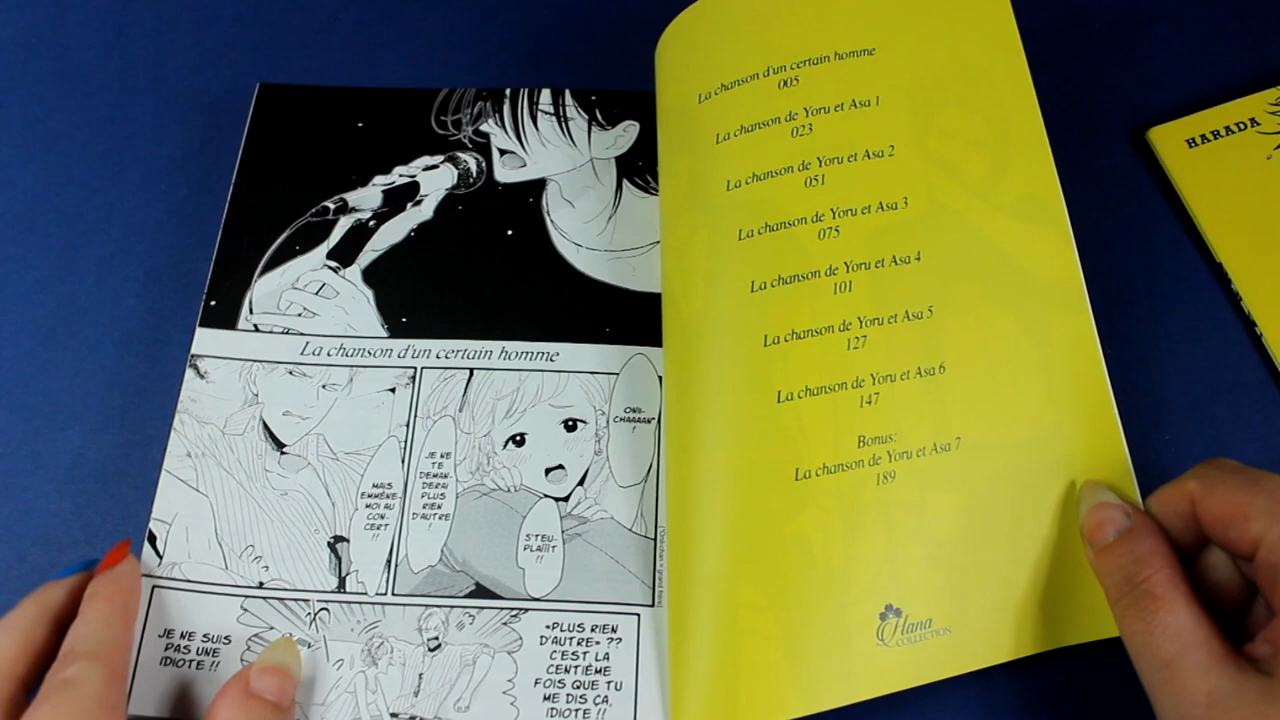 La chanson d'un certain homme
ONII-
CHAAAAN*
!
JE NE
TE
DEMAN-
DERAI
PLUS
RIEN
D'AUTRE
!
S'TEU-
PLAÎÎÎT
!!
MAIS
EMMÈNE-
MOI AU
CON-
CERT
!!
(*Onii-chan = grand frère)
«PLUS RIEN
D'AUTRE» ??
C'EST LA
CENTIÈME
FOIS QUE TU
ME DIS ÇA,
IDIOTE !!
JE NE SUIS
PAS UNE
IDIOTE !!
La chanson d'un certain homme
005
La chanson de Yoru et Asa 1
023
La chanson de Yoru et Asa 2
051
La chanson de Yoru et Asa 3
075
La chanson de Yoru et Asa 4
101
La chanson de Yoru et Asa 5
127
La chanson de Yoru et Asa 6
147
Bonus:
La chanson de Yoru et Asa 7
189
Hana
COLLECTION
HARADA